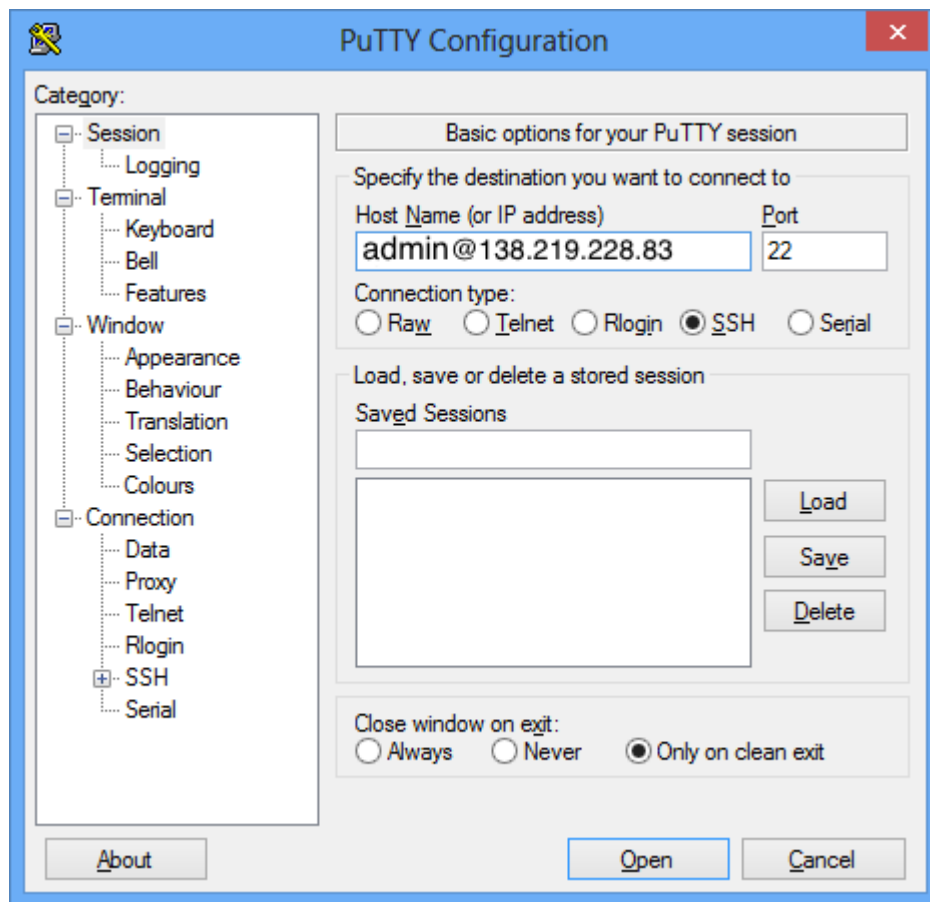 PuTTY Configuration
Category:
Session
Logging
Terminal
Keyboard
Bell
Features
Window
Appearance
Behaviour
Translation
Selection
Colours
Connection
Data
Proxy
Telnet
Rlogin
SSH
Serial
Basic options for your PuTTY session
Specify the destination you want to connect to
Host Name (or IP address) Port
admin@138.219.228.83 22
Connection type:
Raw Telnet Rlogin SSH Serial
Load, save or delete a stored session
Saved Sessions
Load
Save
Delete
Close window on exit:
Always Never Only on clean exit
About Open Cancel